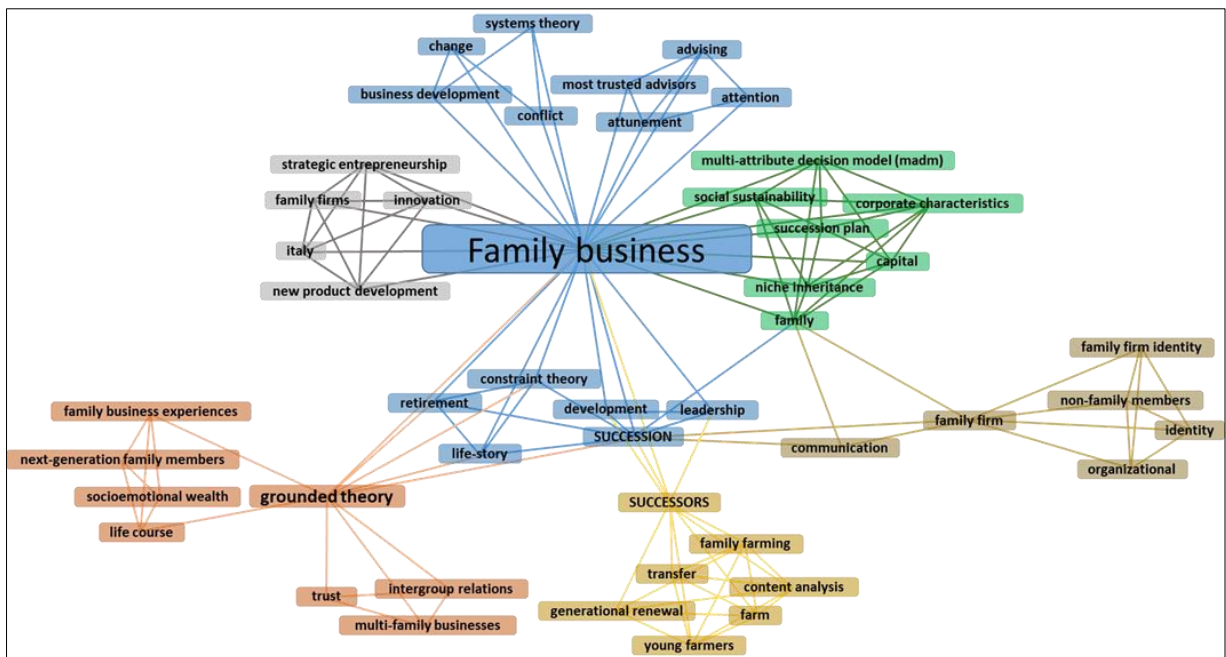 systems theory
change
advising
most trusted advisors
business development
attention
conflict
attunement
strategic entrepreneurship
multi-attribute decision model (madm)
family firms
innovation
social sustainability
corporate characteristics
succession plan
italy
Family business
capital
new product development
niche inheritance
family
family firm identity
constraint theory
retirement
development
leadership
non-family members
family business experiences
family firm
identity
SUCCESSION
communication
life-story
next-generation family members
organizational
socioemotional wealth
grounded theory
SUCCESSORS
life course
family farming
transfer
content analysis
intergroup relations
trust
generational renewal
farm
multi-family businesses
young farmers